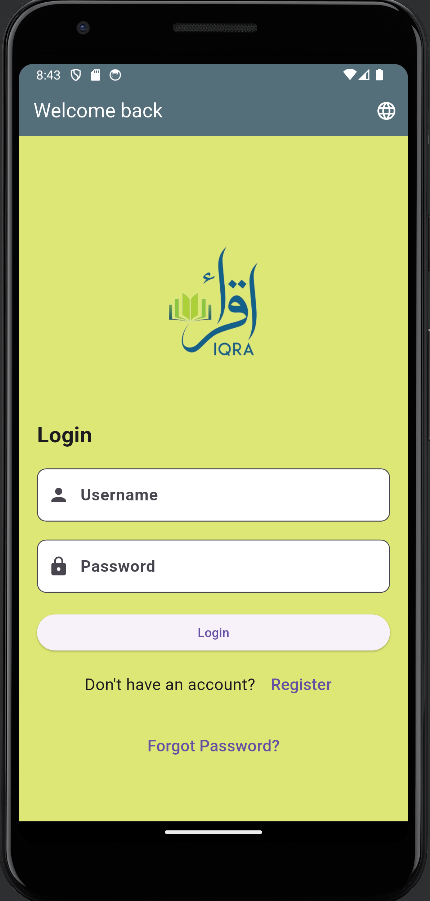 8:43
Welcome back
اقرأ
IQRA
Login
Username
Password
Login
Don't have an account? Register
Forgot Password?